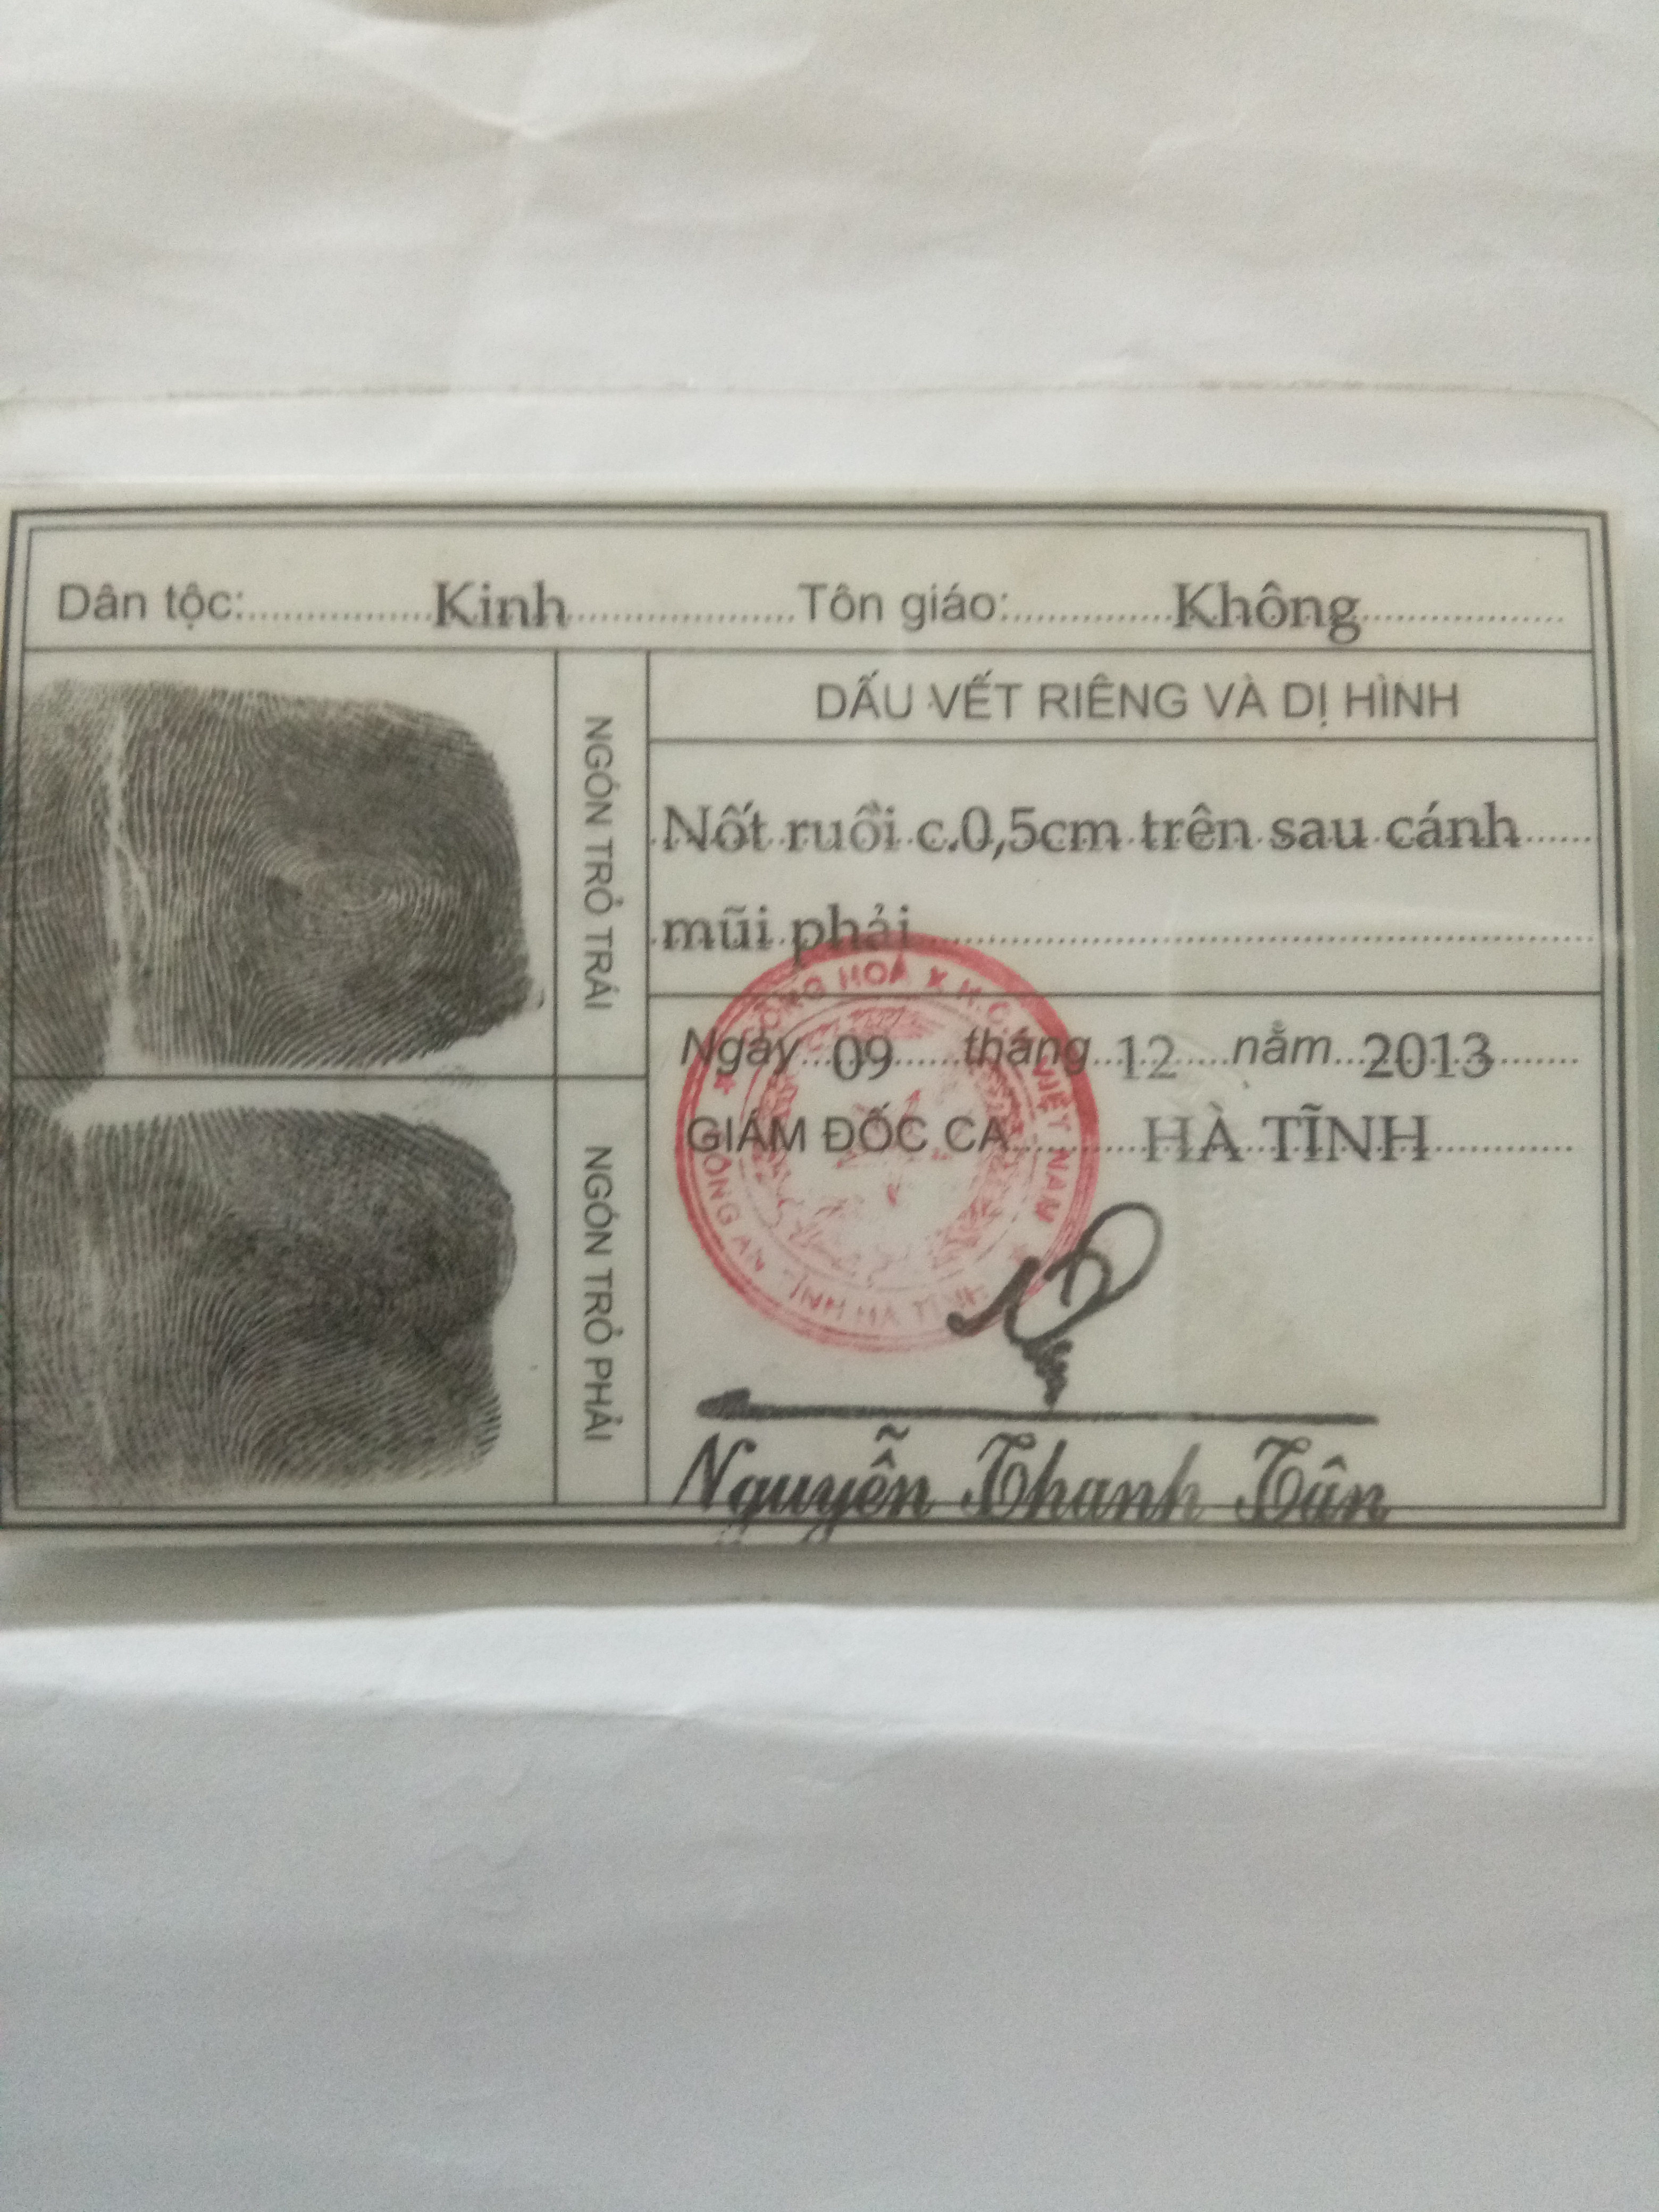 Dân tộc: Kinh Tôn giáo: Không
NGÓN TRỎ TRÁI
DẤU VẾT RIÊNG VÀ DỊ HÌNH
Nốt ruồi c.0,5cm trên sau cánh
mũi phải
Ngày 09 tháng 12 năm 2013
GIÁM ĐỐC CA HÀ TĨNH
CỘNG HOÀ X.H.C.N VIỆT NAM
CÔNG AN TỈNH HÀ TĨNH
NGÓN TRỎ PHẢI
Nguyễn Thanh Tân